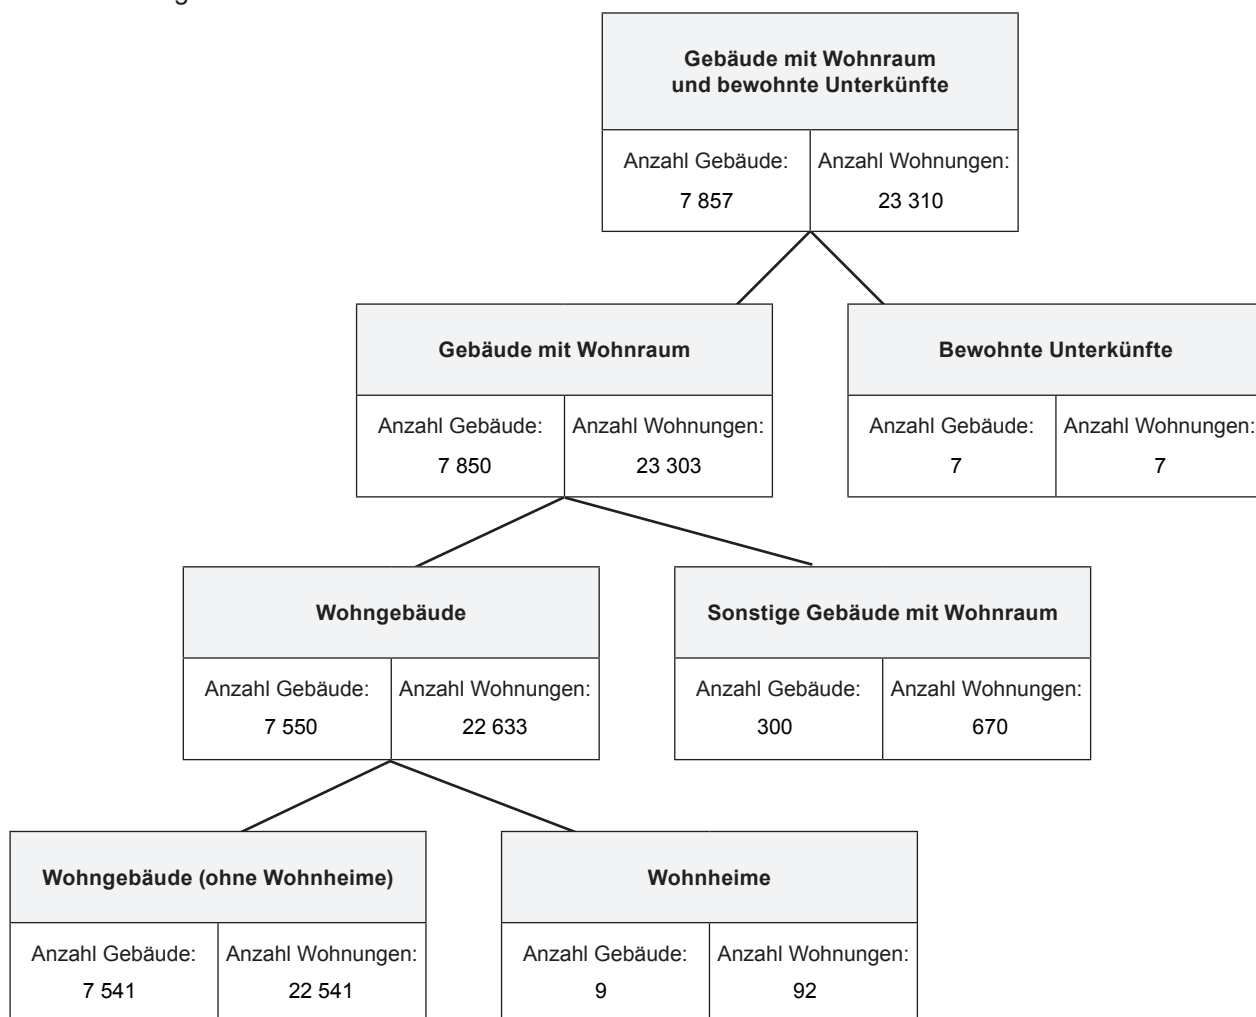 Gebäude mit Wohnraum
und bewohnte Unterkünfte
Anzahl Gebäude: Anzahl Wohnungen:
7 857 23 310
Gebäude mit Wohnraum Bewohnte Unterkünfte
Anzahl Gebäude: Anzahl Wohnungen: Anzahl Gebäude: Anzahl Wohnungen:
7 850 23 303 7 7
Wohngebäude Sonstige Gebäude mit Wohnraum
Anzahl Gebäude: Anzahl Wohnungen: Anzahl Gebäude: Anzahl Wohnungen:
7 550 22 633 300 670
Wohngebäude (ohne Wohnheime) Wohnheime
Anzahl Gebäude: Anzahl Wohnungen: Anzahl Gebäude: Anzahl Wohnungen:
7 541 22 541 9 92